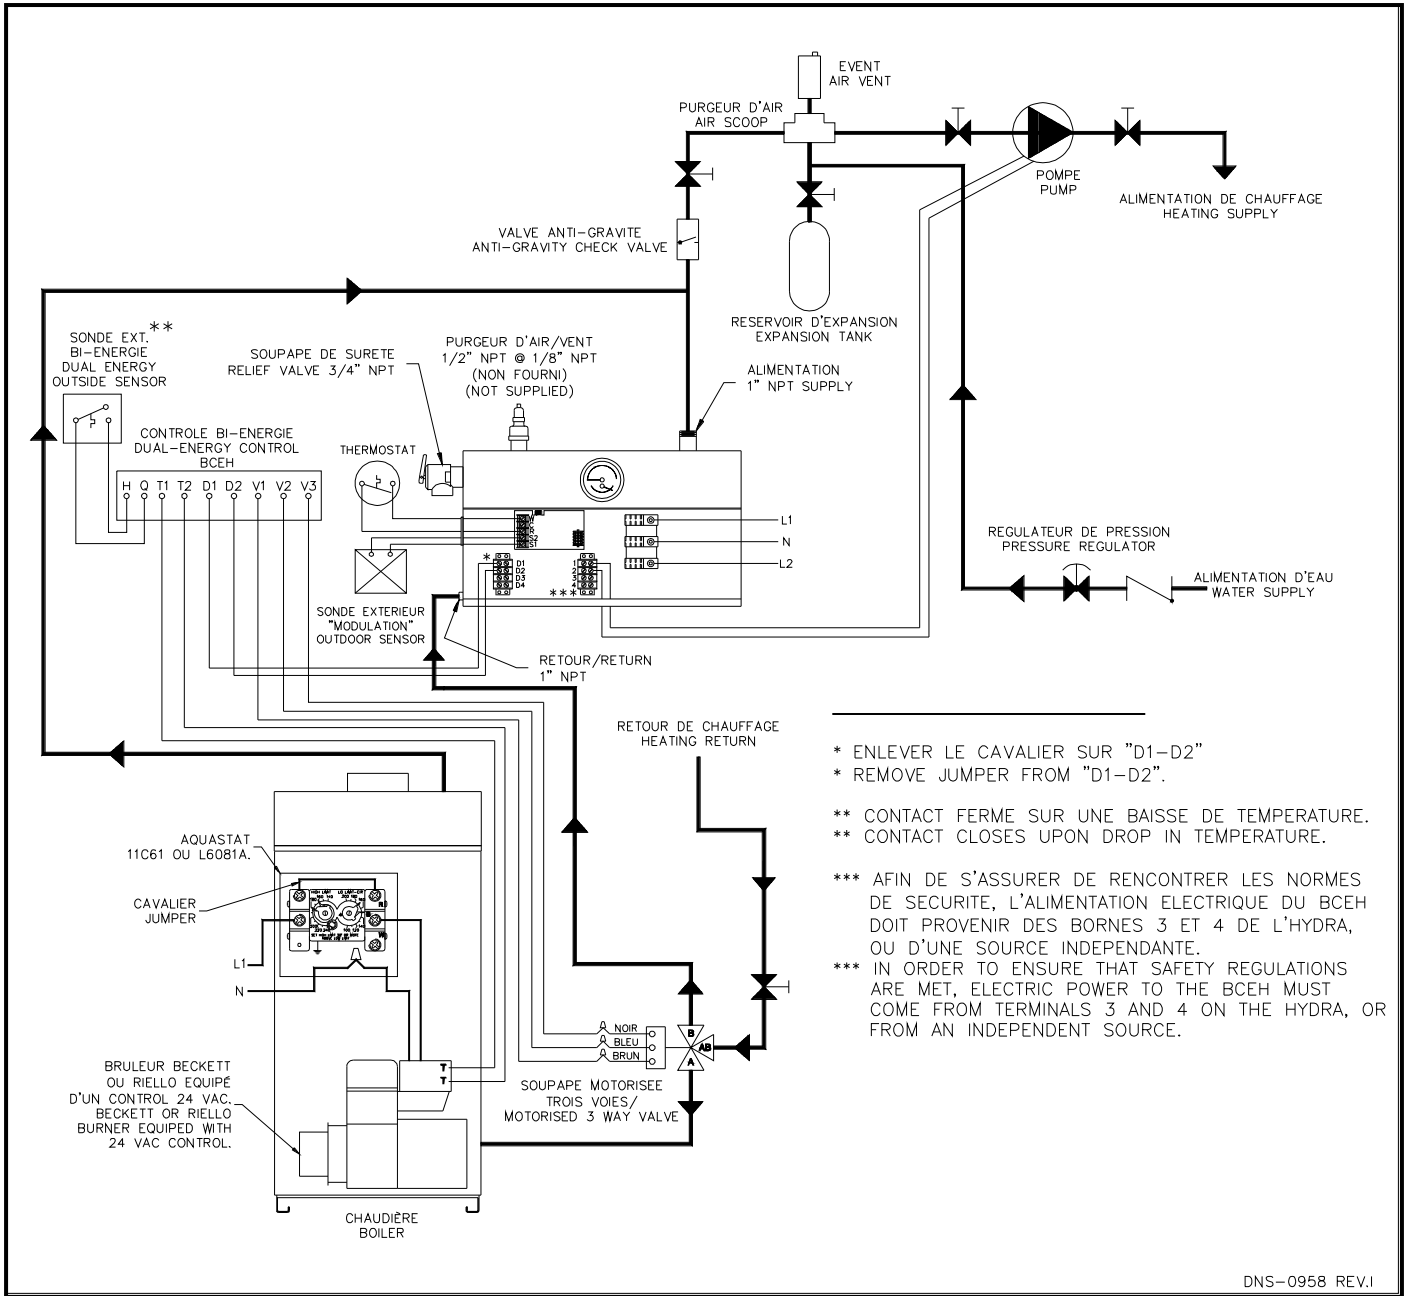 EVENT
AIR VENT
PURGEUR D'AIR
AIR SCOOP
POMPE
PUMP
ALIMENTATION DE CHAUFFAGE
HEATING SUPPLY
VALVE ANTI-GRAVITE
ANTI-GRAVITY CHECK VALVE
RESERVOIR D'EXPANSION
EXPANSION TANK
SONDE EXT. **
BI-ENERGIE
DUAL ENERGY
OUTSIDE SENSOR
SOUPAPE DE SURETE
RELIEF VALVE 3/4" NPT
PURGEUR D'AIR/VENT
1/2" NPT @ 1/8" NPT
(NON FOURNI)
(NOT SUPPLIED)
ALIMENTATION
1" NPT SUPPLY
CONTROLE BI-ENERGIE
DUAL-ENERGY CONTROL
BCEH
H Q T1 T2 D1 D2 V1 V2 V3
THERMOSTAT
R
S2
S1
L1
N
L2
*
D1
D2
D3
D4
1
2
3
4
***
SONDE EXTERIEUR
"MODULATION"
OUTDOOR SENSOR
RETOUR/RETURN
1" NPT
REGULATEUR DE PRESSION
PRESSURE REGULATOR
ALIMENTATION D'EAU
WATER SUPPLY
RETOUR DE CHAUFFAGE
HEATING RETURN
* ENLEVER LE CAVALIER SUR "D1-D2"
* REMOVE JUMPER FROM "D1-D2".
** CONTACT FERME SUR UNE BAISSE DE TEMPERATURE.
** CONTACT CLOSES UPON DROP IN TEMPERATURE.
*** AFIN DE S'ASSURER DE RENCONTRER LES NORMES
DE SECURITE, L'ALIMENTATION ELECTRIQUE DU BCEH
DOIT PROVENIR DES BORNES 3 ET 4 DE L'HYDRA,
OU D'UNE SOURCE INDEPENDANTE.
*** IN ORDER TO ENSURE THAT SAFETY REGULATIONS
ARE MET, ELECTRIC POWER TO THE BCEH MUST
COME FROM TERMINALS 3 AND 4 ON THE HYDRA, OR
FROM AN INDEPENDENT SOURCE.
AQUASTAT
11C61 OU L6081A.
CAVALIER
JUMPER
L1
N
NOIR
BLEU
BRUN
B
AB
A
SOUPAPE MOTORISEE
TROIS VOIES/
MOTORISED 3 WAY VALVE
T
T
BRULEUR BECKETT
OU RIELLO EQUIPÉ
D'UN CONTROL 24 VAC.
BECKETT OR RIELLO
BURNER EQUIPED WITH
24 VAC CONTROL.
CHAUDIÈRE
BOILER
DNS-0958 REV.I